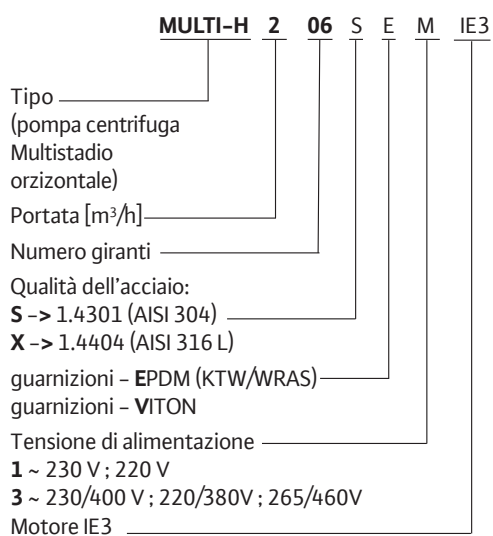 MULTI-H 2 06 S E M IE3
Tipo
(pompa centrifuga
Multistadio
orzizontale)
Portata [m³/h]
Numero giranti
Qualità dell'acciaio:
S –> 1.4301 (AISI 304)
X –> 1.4404 (AISI 316 L)
guarnizioni – EPDM (KTW/WRAS)
guarnizioni – VITON
Tensione di alimentazione
1 ~ 230 V ; 220 V
3 ~ 230/400 V ; 220/380V ; 265/460V
Motore IE3